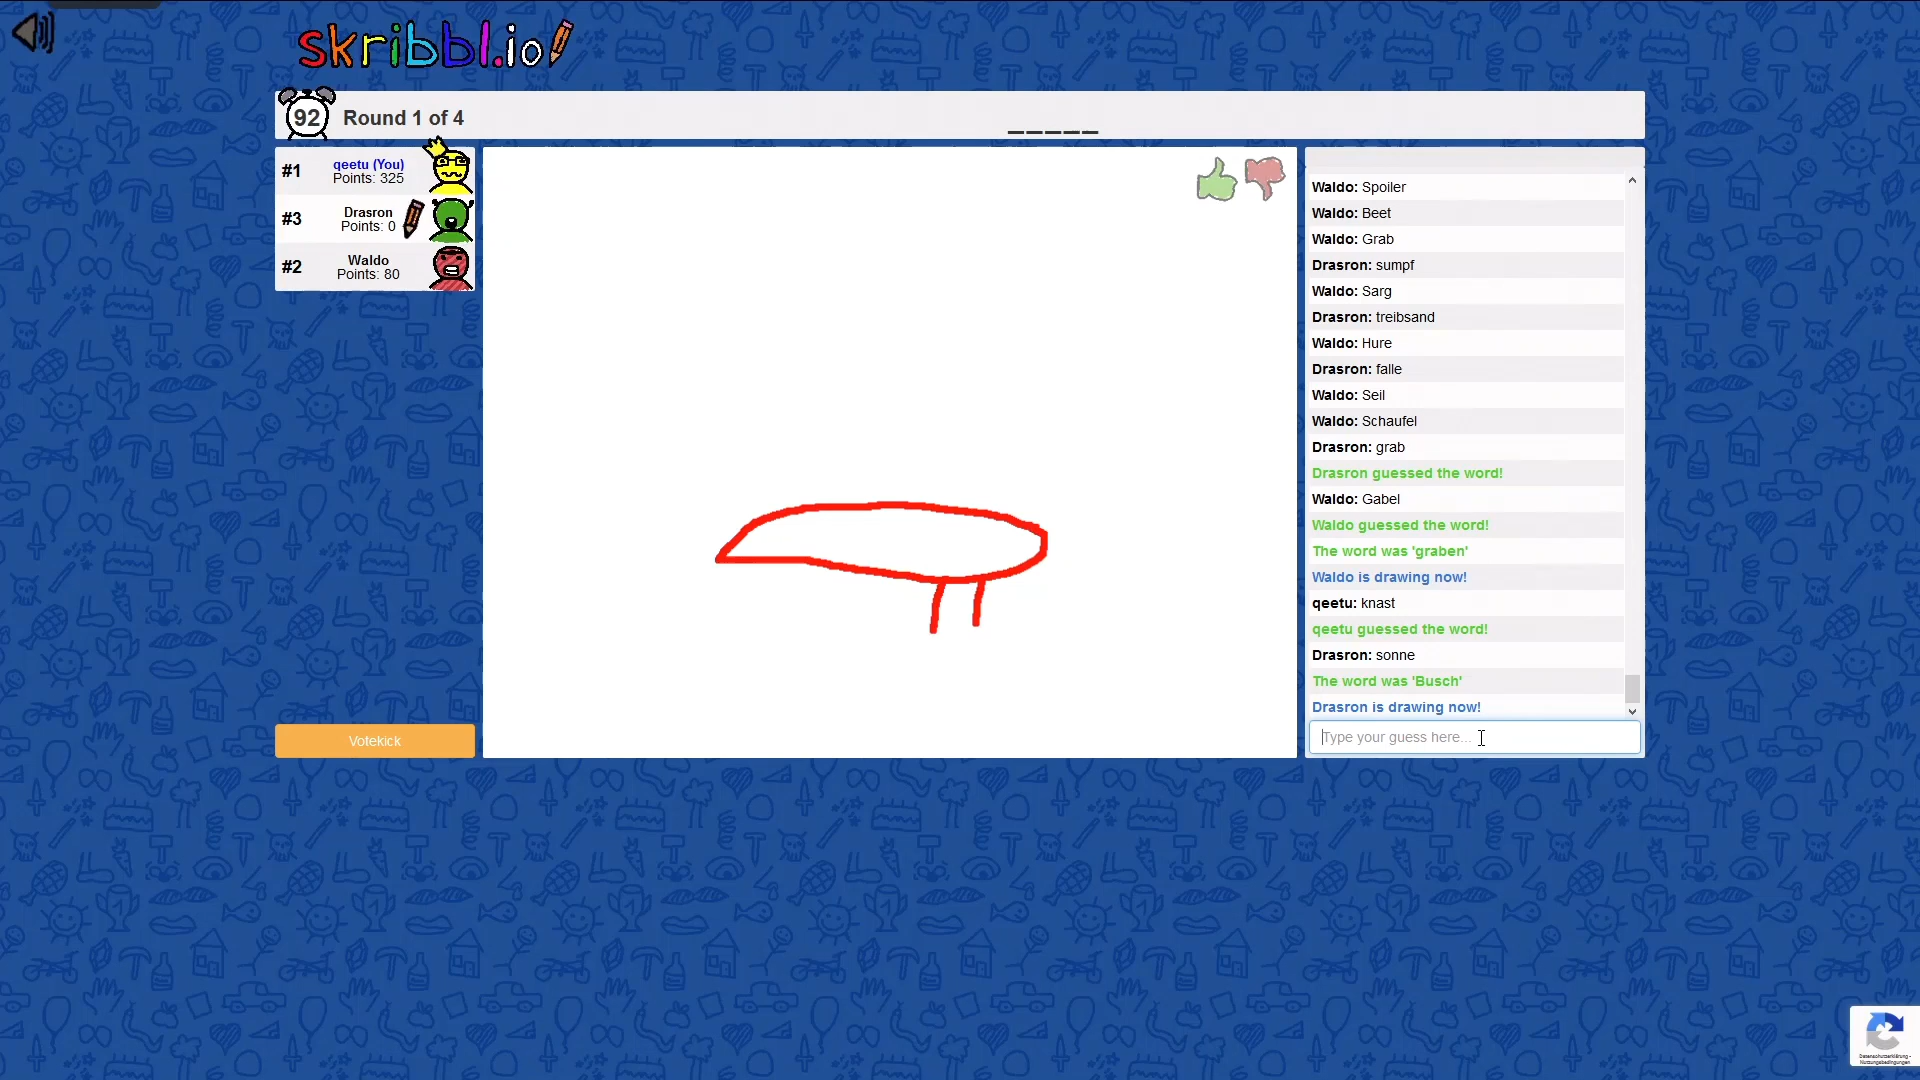 skribbl.io
92
Round 1 of 4
_____
#1
qeetu (You)
Points: 325
#3
Drasron
Points: 0
#2
Waldo
Points: 80
Votekick
Waldo: Spoiler
Waldo: Beet
Waldo: Grab
Drasron: sumpf
Waldo: Sarg
Drasron: treibsand
Waldo: Hure
Drasron: falle
Waldo: Seil
Waldo: Schaufel
Drasron: grab
Drasron guessed the word!
Waldo: Gabel
Waldo guessed the word!
The word was 'graben'
Waldo is drawing now!
qeetu: knast
qeetu guessed the word!
Drasron: sonne
The word was 'Busch'
Drasron is drawing now!
Type your guess here...
Datenschutzerklärung -
Nutzungsbedingungen